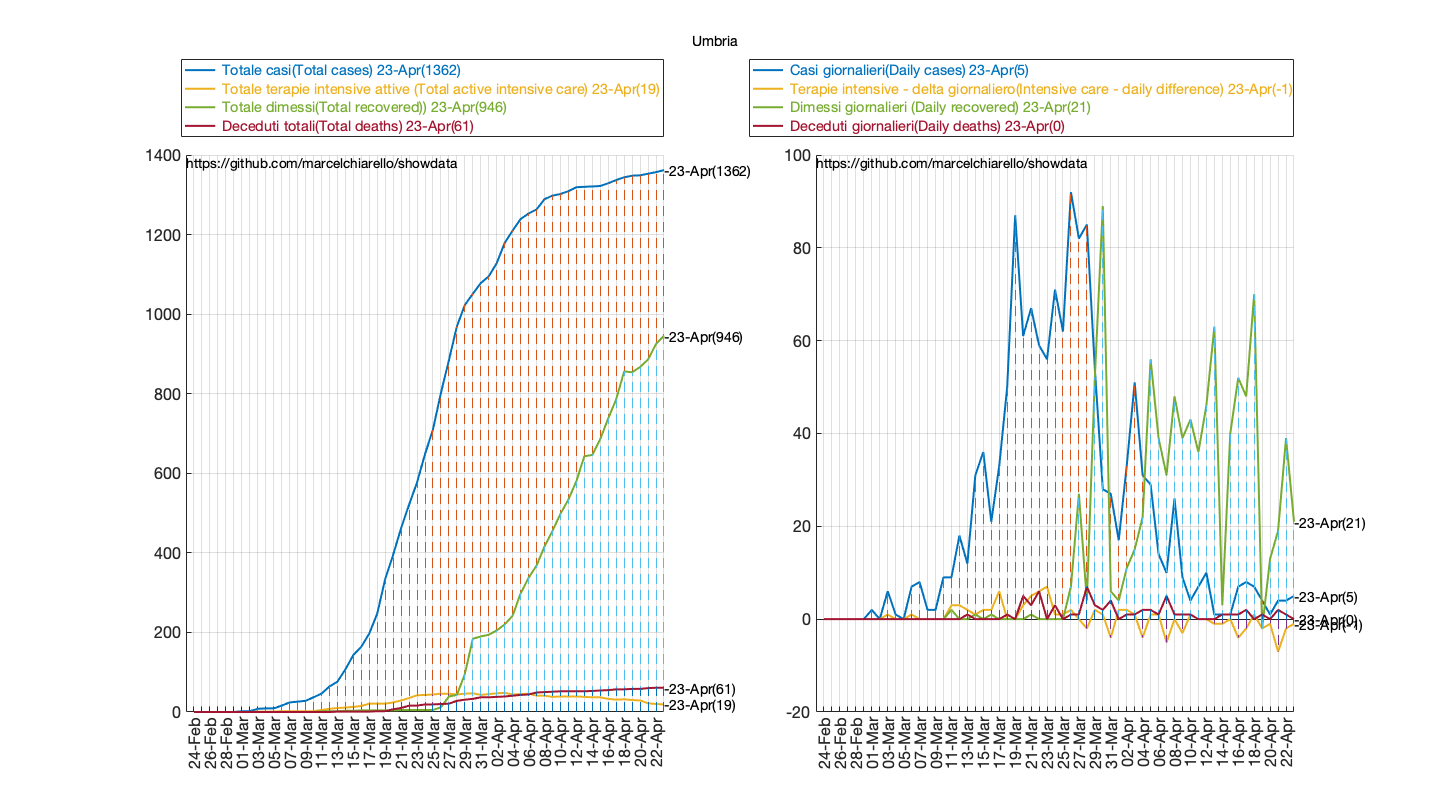 Umbria
Totale casi(Total cases) 23-Apr(1362)
Totale terapie intensive attive (Total active intensive care) 23-Apr(19)
Totale dimessi(Total recovered)) 23-Apr(946)
Deceduti totali(Total deaths) 23-Apr(61)
1400
https://github.com/marcelchiarello/showdata
-23-Apr(1362)
1200
1000
-23-Apr(946)
800
600
400
200
-23-Apr(61)
-23-Apr(19)
0
24-Feb
26-Feb
28-Feb
01-Mar
03-Mar
05-Mar
07-Mar
09-Mar
11-Mar
13-Mar
15-Mar
17-Mar
19-Mar
21-Mar
23-Mar
25-Mar
27-Mar
29-Mar
31-Mar
02-Apr
04-Apr
06-Apr
08-Apr
10-Apr
12-Apr
14-Apr
16-Apr
18-Apr
20-Apr
22-Apr
Casi giornalieri(Daily cases) 23-Apr(5)
Terapie intensive - delta giornaliero(Intensive care - daily difference) 23-Apr(-1)
Dimessi giornalieri (Daily recovered) 23-Apr(21)
Deceduti giornalieri(Daily deaths) 23-Apr(0)
100
https://github.com/marcelchiarello/showdata
80
60
40
20
-23-Apr(21)
-23-Apr(5)
-23-Apr(0)
-23-Apr(-1)
0
-20
24-Feb
26-Feb
28-Feb
01-Mar
03-Mar
05-Mar
07-Mar
09-Mar
11-Mar
13-Mar
15-Mar
17-Mar
19-Mar
21-Mar
23-Mar
25-Mar
27-Mar
29-Mar
31-Mar
02-Apr
04-Apr
06-Apr
08-Apr
10-Apr
12-Apr
14-Apr
16-Apr
18-Apr
20-Apr
22-Apr